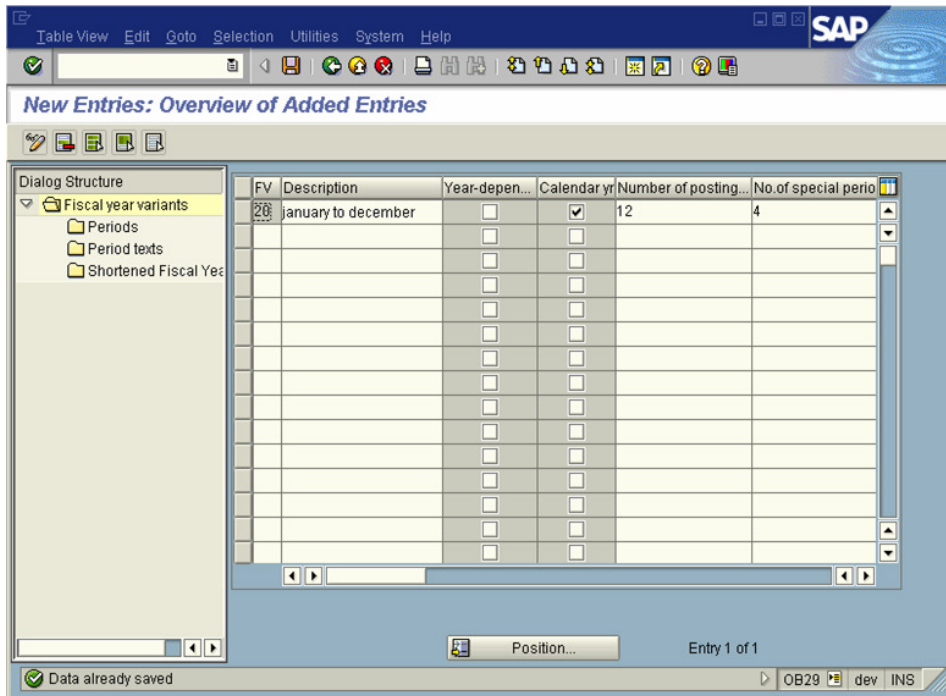 Table View Edit Goto Selection Utilities System Help
SAP
New Entries: Overview of Added Entries
Dialog Structure
Fiscal year variants
Periods
Period texts
Shortened Fiscal Yea
FV Description Year-depen... Calendar yr Number of posting... No.of special perio
20 january to december 12 4
Position... Entry 1 of 1
Data already saved OB29 dev INS